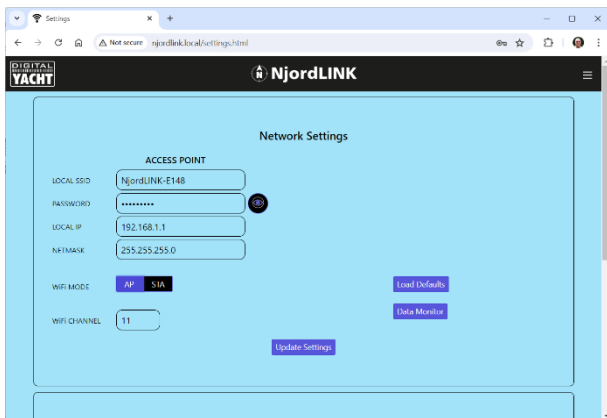 Settings
Not secure njordlink.local/settings.html
DIGITAL
YACHT
NjordLINK
Network Settings
ACCESS POINT
LOCAL SSID NjordLINK-E148
PASSWORD •••••••••
LOCAL IP 192.168.1.1
NETMASK 255.255.255.0
WiFi MODE AP STA Load Defaults
Data Monitor
WiFi CHANNEL 11
Update Settings